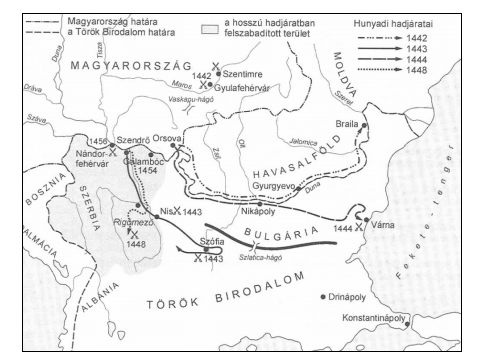 Magyarország határa
a Török Birodalom határa
a hosszú hadjáratban
felszabadított terület
Hunyadi hadjáratai
1442
1443
1444
1448
Duna
Tisza
MAGYARORSZÁG
1442
Szentimre
Maros
Gyulafehérvár
Vaskapu-hágó
MOLDVA
Szeret
Dráva
Száva
1456
Szendrő
Orsova
Zsil
Olt
Jalomica
Braila
Nándor-
fehérvár
Galambóc
1454
HAVASALFÖLD
Gyurgyevo
Duna
BOSZNIA
SZERBIA
Rigómező
1448
Nis
1443
Nikápoly
BULGÁRIA
1444
Várna
Fekete-tenger
DALMÁCIA
Szófia
1443
Szlatica-hágó
ALBÁNIA
TÖRÖK BIRODALOM
Drinápoly
Konstantinápoly